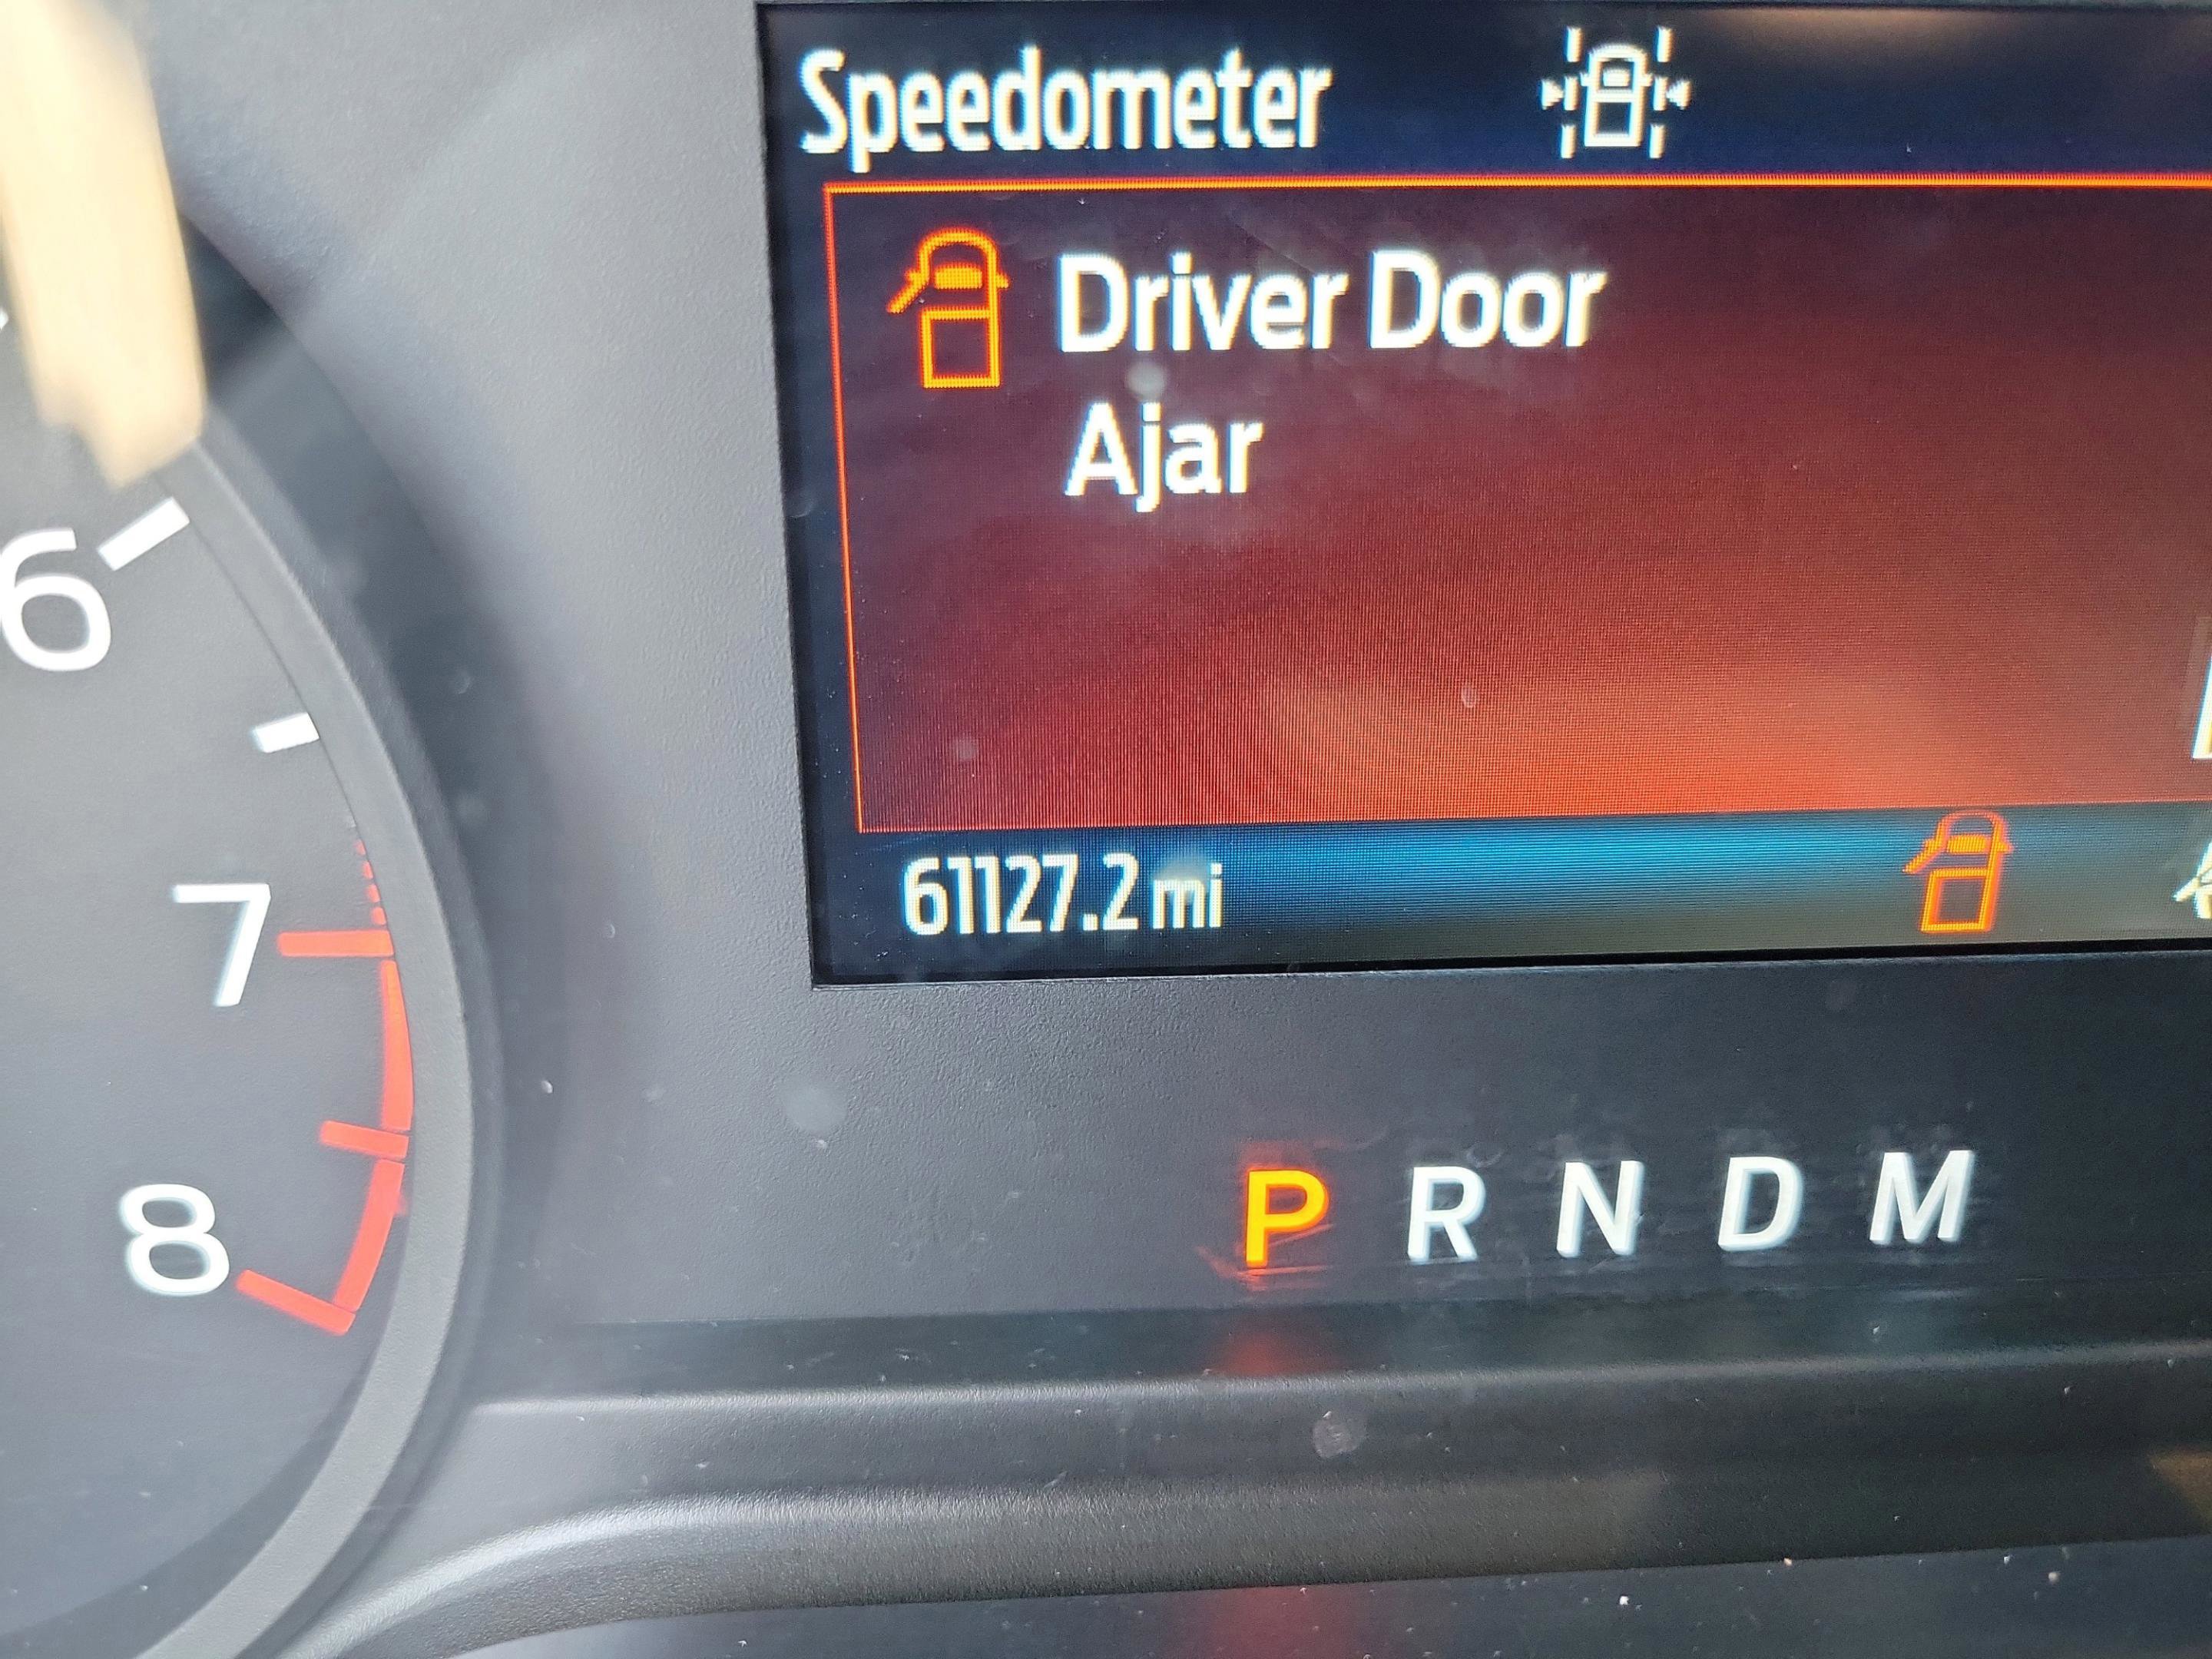 Speedometer
Driver Door
Ajar
6
7
8
61127.2 mi
P R N D M